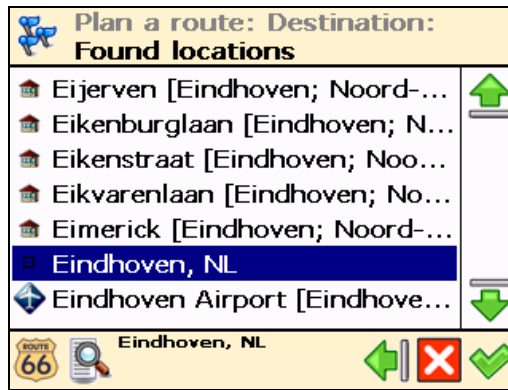 Plan a route: Destination:
Found locations
Eijerven [Eindhoven; Noord-...
Eikenburglaan [Eindhoven; N...
Eikenstraat [Eindhoven; Noo...
Eikvarenlaan [Eindhoven; No...
Eimerick [Eindhoven; Noord-...
Eindhoven, NL
Eindhoven Airport [Eindhove...
ROUTE
66
Eindhoven, NL